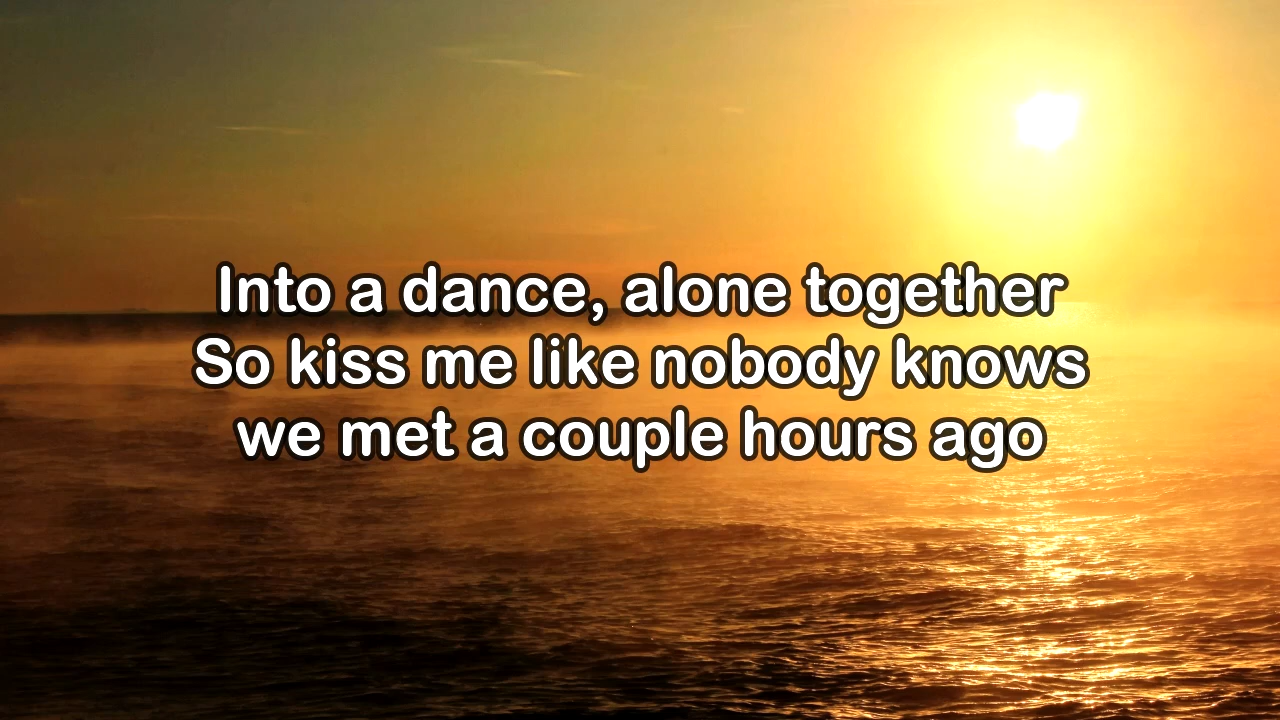 Into a dance, alone together
So kiss me like nobody knows
we met a couple hours ago